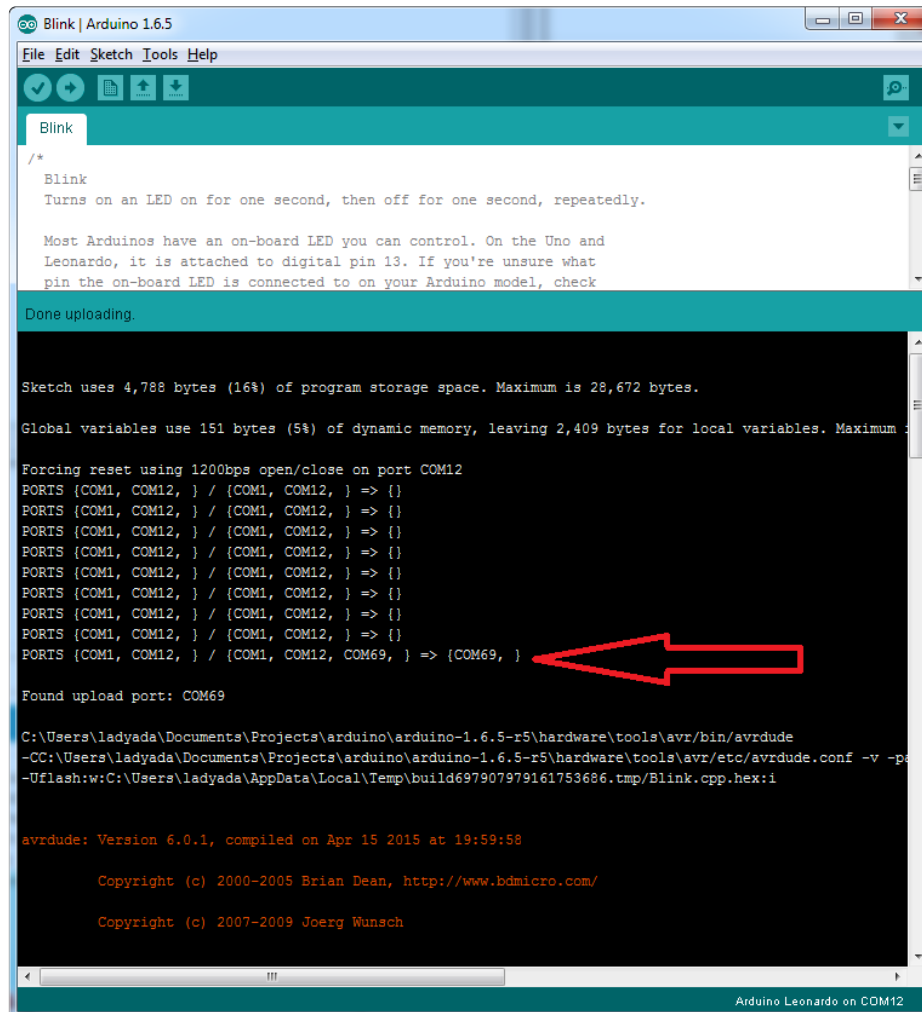 Blink | Arduino 1.6.5
File Edit Sketch Tools Help
Blink
/*
Blink
Turns on an LED on for one second, then off for one second, repeatedly.
Most Arduinos have an on-board LED you can control. On the Uno and
Leonardo, it is attached to digital pin 13. If you're unsure what
pin the on-board LED is connected to on your Arduino model, check
Done uploading.
Sketch uses 4,788 bytes (16%) of program storage space. Maximum is 28,672 bytes.
Global variables use 151 bytes (5%) of dynamic memory, leaving 2,409 bytes for local variables. Maximum
Forcing reset using 1200bps open/close on port COM12
PORTS {COM1, COM12, } / {COM1, COM12, } => {}
PORTS {COM1, COM12, } / {COM1, COM12, } => {}
PORTS {COM1, COM12, } / {COM1, COM12, } => {}
PORTS {COM1, COM12, } / {COM1, COM12, } => {}
PORTS {COM1, COM12, } / {COM1, COM12, } => {}
PORTS {COM1, COM12, } / {COM1, COM12, } => {}
PORTS {COM1, COM12, } / {COM1, COM12, } => {}
PORTS {COM1, COM12, } / {COM1, COM12, } => {}
PORTS {COM1, COM12, } / {COM1, COM12, COM69, } => {COM69, }
Found upload port: COM69
C:\Users\ladyada\Documents\Projects\arduino\arduino-1.6.5-r5\hardware\tools\avr/bin/avrdude
-CC:\Users\ladyada\Documents\Projects\arduino\arduino-1.6.5-r5\hardware\tools\avr/etc/avrdude.conf -v -pa
-Uflash:w:C:\Users\ladyada\AppData\Local\Temp\build697907979161753686.tmp/Blink.cpp.hex:i
avrdude: Version 6.0.1, compiled on Apr 15 2015 at 19:59:58
Copyright (c) 2000-2005 Brian Dean, http://www.bdmicro.com/
Copyright (c) 2007-2009 Joerg Wunsch
Arduino Leonardo on COM12